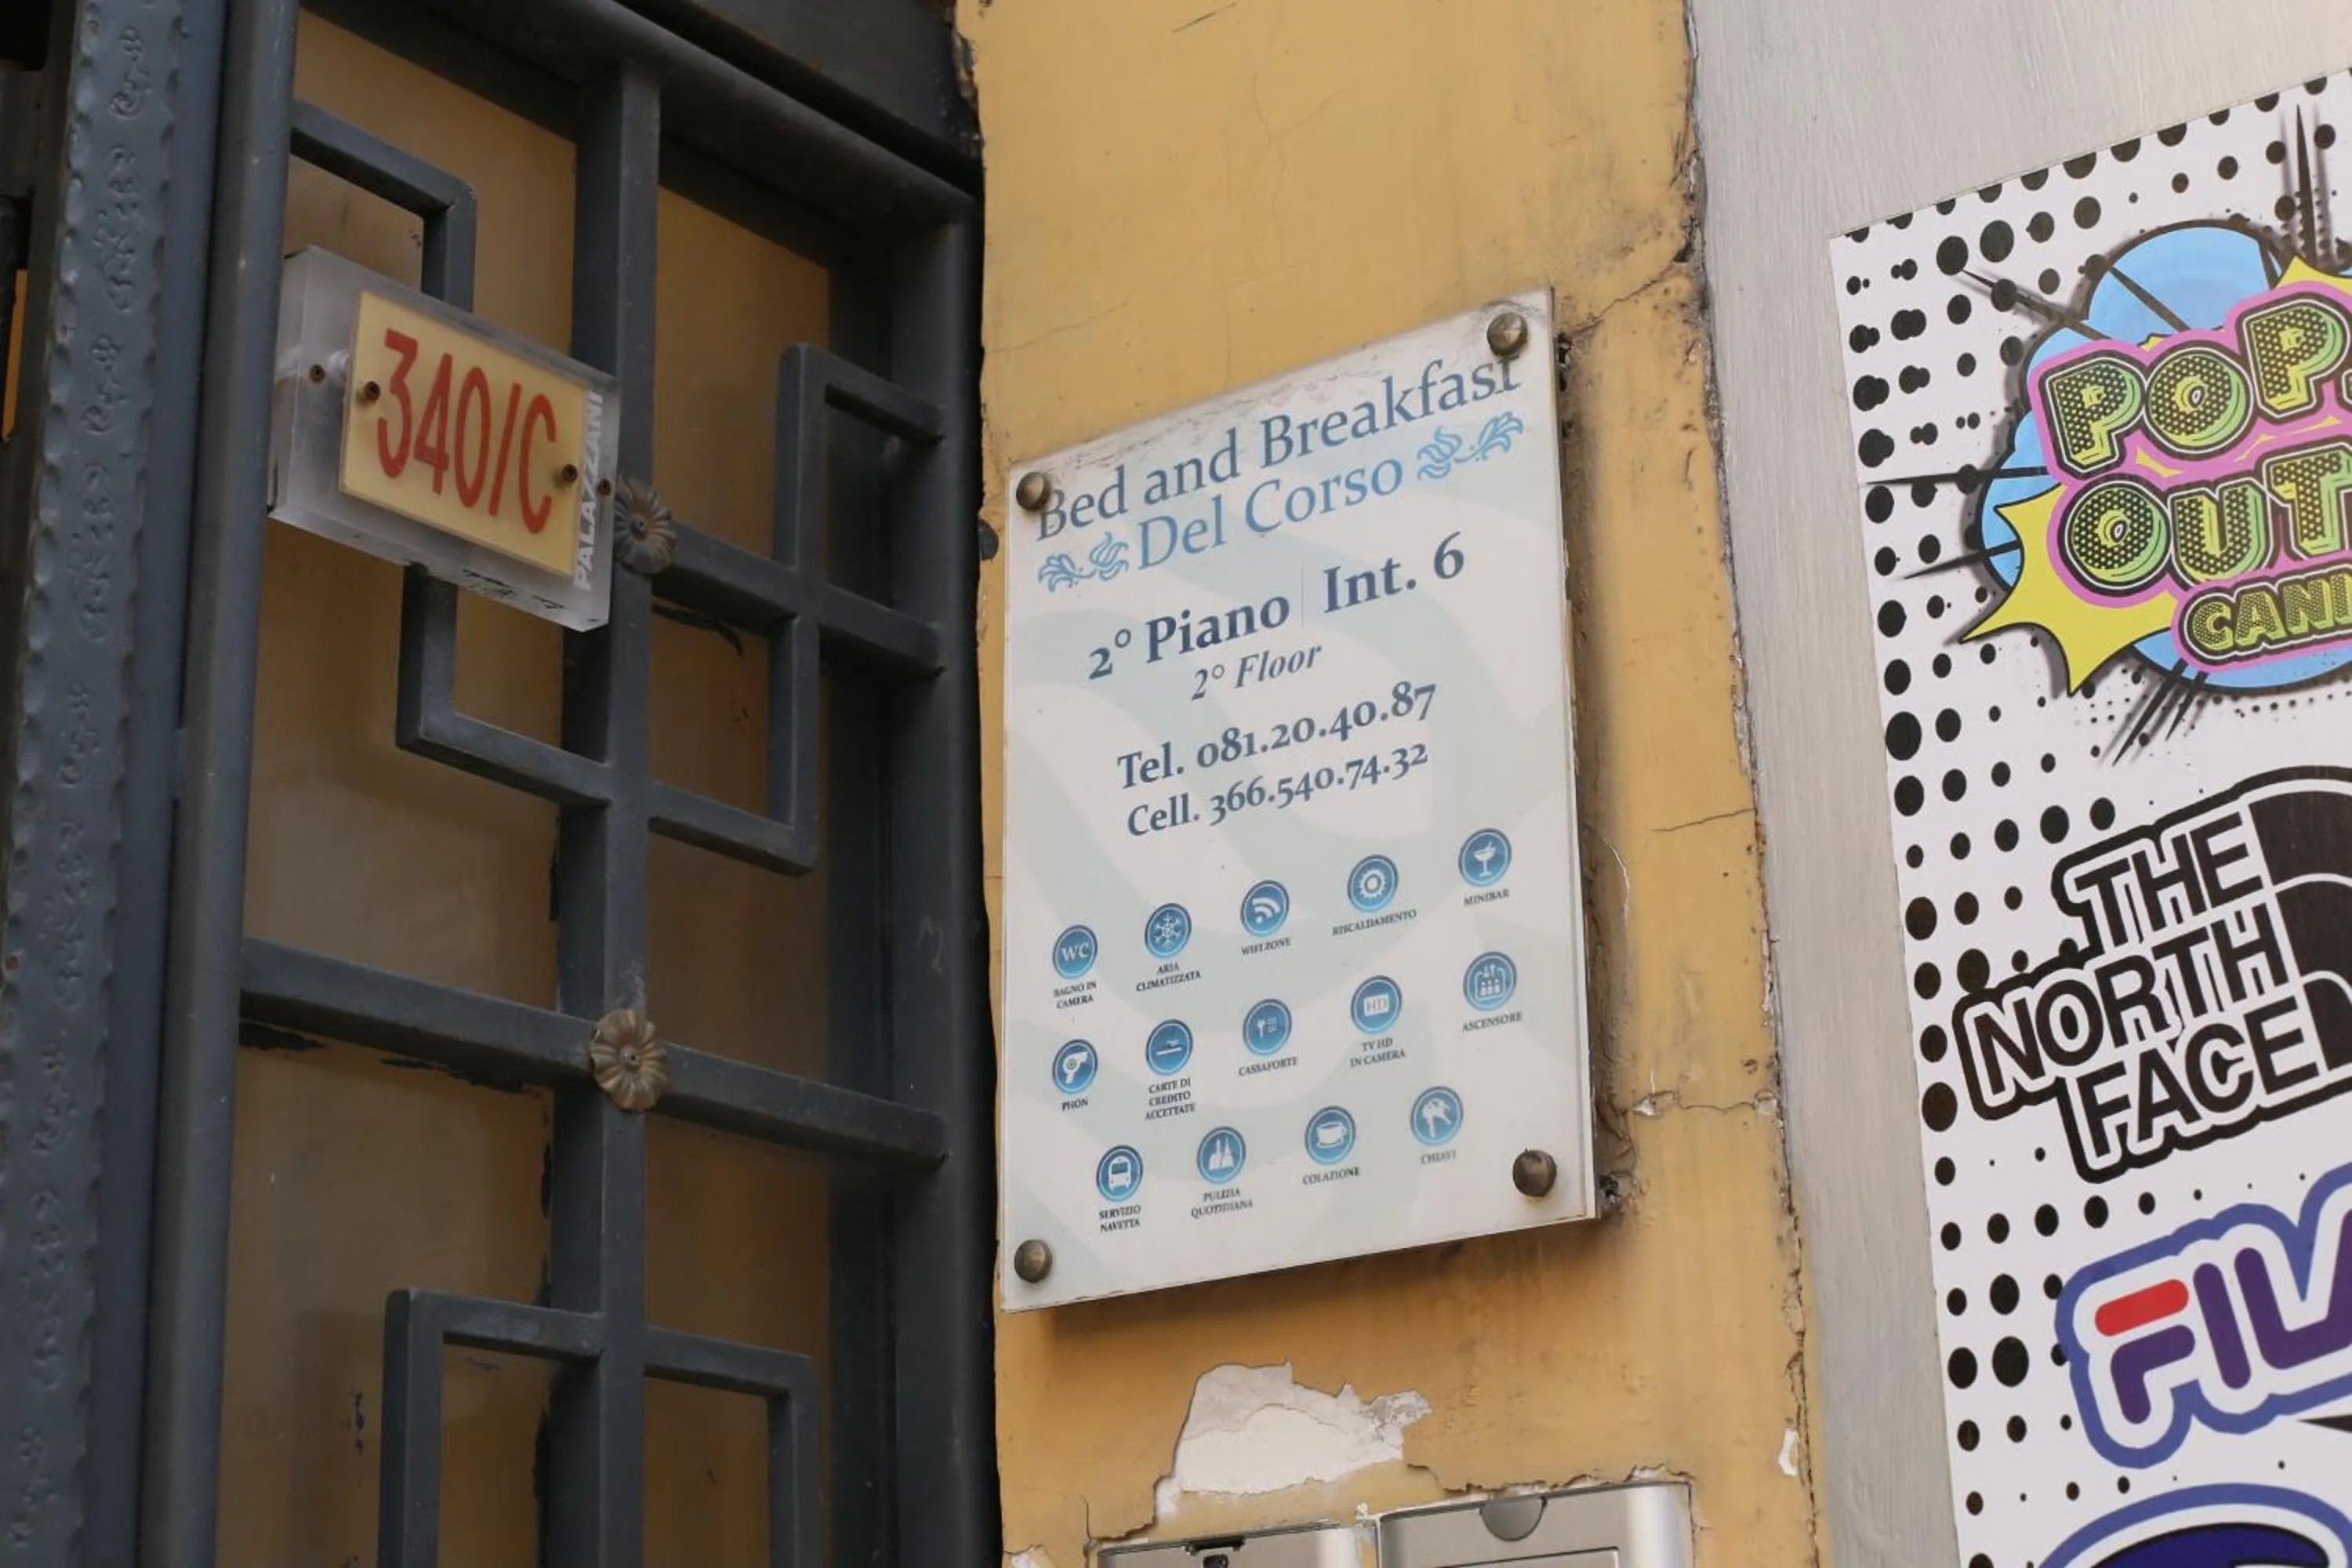 340/C
PALAZZANI
Bed and Breakfast
Del Corso
2° Piano | Int. 6
2° Floor
Tel. 081.20.40.87
Cell. 366.540.74.32
WC
BAGNO IN
CAMERA
ARIA
CLIMATIZZATA
WIFI ZONE
RISCALDAMENTO
MINIBAR
PHON
CARTE DI
CREDITO
ACCETTATE
CASSAFORTE
HD
TV HD
IN CAMERA
ASCENSORE
SERVIZIO
NAVETTA
PULIZIA
QUOTIDIANA
COLAZIONE
CHIAVI
POP
OUT
THE
NORTH
FACE
FILA